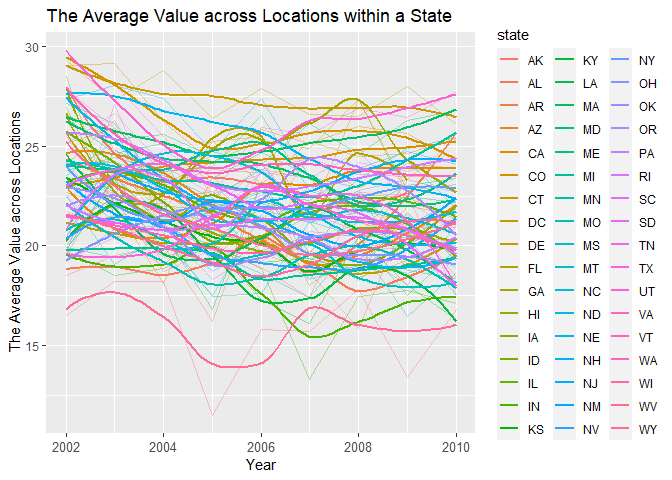 The Average Value across Locations within a State
The Average Value across Locations
30
25
20
15
2002
2004
2006
2008
2010
Year
state
AK
AL
AR
AZ
CA
CO
CT
DC
DE
FL
GA
HI
IA
ID
IL
IN
KS
KY
LA
MA
MD
ME
MI
MN
MO
MS
MT
NC
ND
NE
NH
NJ
NM
NV
NY
OH
OK
OR
PA
RI
SC
SD
TN
TX
UT
VA
VT
WA
WI
WV
WY